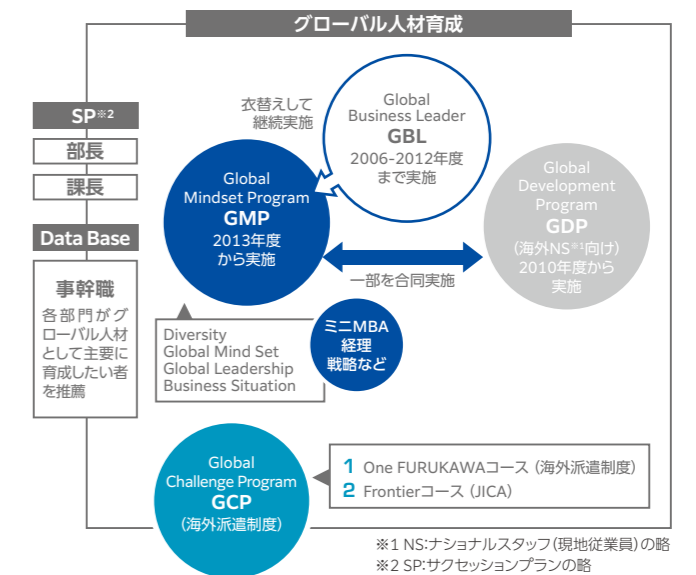 グローバル人材育成
SP※2
部長
課長
Data Base
事幹職
各部門がグ
ローバル人材
として主要に
育成したい者
を推薦
衣替えして
継続実施
Global
Business Leader
GBL
2006-2012年度
まで実施
Global
Mindset Program
GMP
2013年度
から実施
一部を合同実施
Global
Development
Program
GDP
(海外NS※1向け)
2010年度から
実施
Diversity
Global Mind Set
Global Leadership
Business Situation
ミニMBA
経理
戦略など
Global
Challenge Program
GCP
(海外派遣制度)
1 One FURUKAWAコース (海外派遣制度)
2 Frontierコース (JICA)
※1 NS:ナショナルスタッフ(現地従業員)の略
※2 SP:サクセッションプランの略